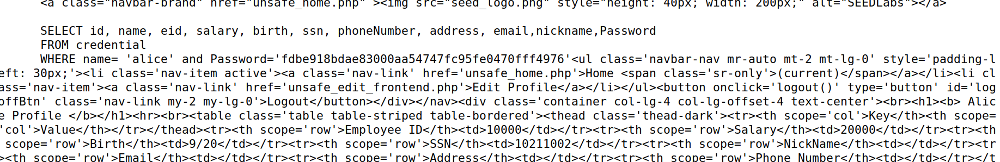 <a class="navbar-brand" href="unsafe_home.php" ><img src="seed_logo.png" style="height: 40px; width: 200px;" alt="SEEDLabs"></a>
SELECT id, name, eid, salary, birth, ssn, phoneNumber, address, email,nickname,Password
FROM credential
WHERE name= 'alice' and Password='fdbe918bdae83000aa54747fc95fe0470fff4976'<ul class='navbar-nav mr-auto mt-2 mt-lg-0' style='padding-l
eft: 30px;'><li class='nav-item active'><a class='nav-link' href='unsafe_home.php'>Home <span class='sr-only'>(current)</span></a></li><li cl
ass='nav-item'><a class='nav-link' href='unsafe_edit_frontend.php'>Edit Profile</a></li></ul><button onclick='logout()' type='button' id='log
offBtn' class='nav-link my-2 my-lg-0'>Logout</button></div></nav><div class='container col-lg-4 col-lg-offset-4 text-center'><br><h1><b> Alic
e Profile </b></h1><hr><br><table class='table table-striped table-bordered'><thead class='thead-dark'><tr><th scope='col'>Key</th><th scope=
'col'>Value</th></tr></thead><tr><th scope='row'>Employee ID</th><td>10000</td></tr><tr><th scope='row'>Salary</th><td>20000</td></tr><tr><th
scope='row'>Birth</th><td>9/20</td></tr><tr><th scope='row'>SSN</th><td>10211002</td></tr><tr><th scope='row'>NickName</th><td></td></tr><tr
><th scope='row'>Email</th><td></td></tr><tr><th scope='row'>Address</th><td></td></tr><tr><th scope='row'>Phone Number</th><td></td></tr></t